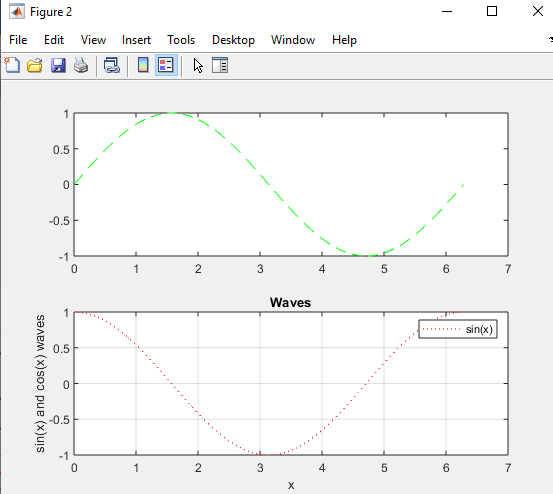 Figure 2
File Edit View Insert Tools Desktop Window Help
1
0.5
0
-0.5
-1
0 1 2 3 4 5 6 7
Waves
sin(x) and cos(x) waves
1
0.5
0
-0.5
-1
sin(x)
0 1 2 3 4 5 6 7
x